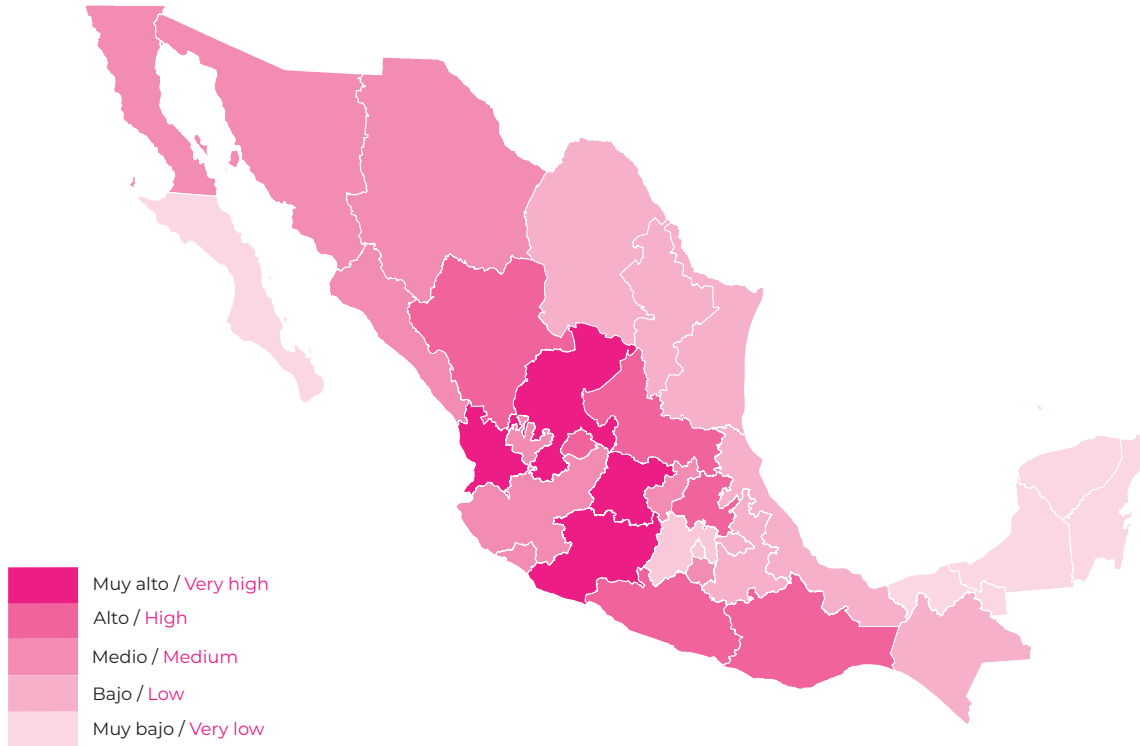 Muy alto / Very high
Alto / High
Medio / Medium
Bajo / Low
Muy bajo / Very low